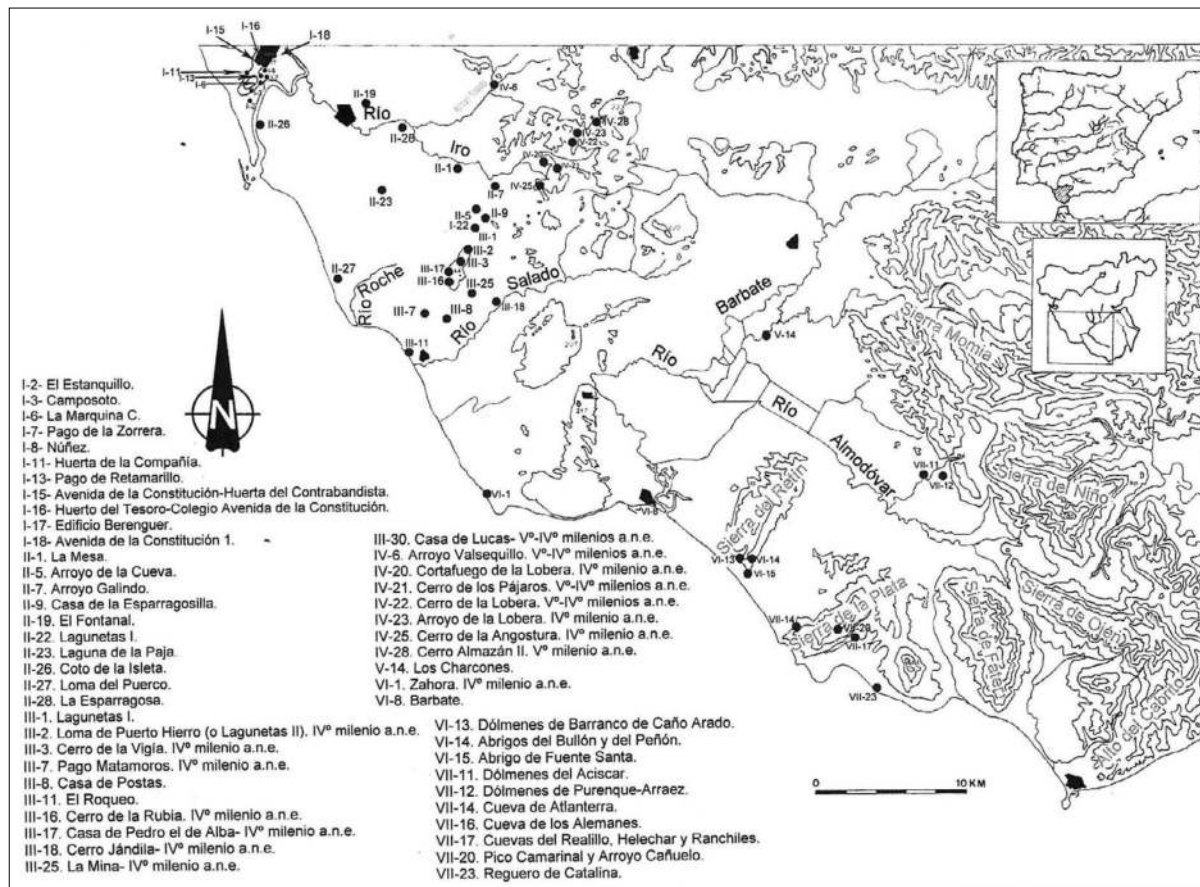 I-16
I-15
I-18
I-11
I-13
II-19
IV-6
Río
II-26
II-28
IV-28
IV-23
IV-22
Iro
II-1
IV-21
IV-25
II-7
II-23
II-5
II-9
I-22
III-1
III-2
III-3
III-17
III-16
II-27
Río Roche
Salado
III-25
III-18
III-7
III-8
Río
III-11
Barbate
V-14
Sierra Momia
Río
Río
Almodóvar
VII-11
VII-12
Sierra del Niño
VI-1
VI-8
Sierra del Retín
VI-13
VI-14
VI-15
VII-14
Sierra de la Plata
VII-20
VII-17
VII-23
Sierra de Fates
Sierra de Ojén
Alto del Cabrito
N
0
10 KM
I-2- El Estanquillo.
I-3- Camposoto.
I-6- La Marquina C.
I-7- Pago de la Zorrera.
I-8- Núñez.
I-11- Huerta de la Compañía.
I-13- Pago de Retamarillo.
I-15- Avenida de la Constitución-Huerta del Contrabandista.
I-16- Huerto del Tesoro-Colegio Avenida de la Constitución.
I-17- Edificio Berenguer.
I-18- Avenida de la Constitución 1.
II-1. La Mesa.
II-5. Arroyo de la Cueva.
II-7. Arroyo Galindo.
II-9. Casa de la Esparragosilla.
II-19. El Fontanal.
II-22. Lagunetas I.
II-23. Laguna de la Paja.
II-26. Coto de la Isleta.
II-27. Loma del Puerco.
II-28. La Esparragosa.
III-1. Lagunetas I.
III-2. Loma de Puerto Hierro (o Lagunetas II). IVº milenio a.n.e.
III-3. Cerro de la Vigía. IVº milenio a.n.e.
III-7. Pago Matamoros. IVº milenio a.n.e.
III-8. Casa de Postas.
III-11. El Roqueo.
III-16. Cerro de la Rubia. IVº milenio a.n.e.
III-17. Casa de Pedro el de Alba- IVº milenio a.n.e.
III-18. Cerro Jándila- IVº milenio a.n.e.
III-25. La Mina- IVº milenio a.n.e.
III-30. Casa de Lucas- Vº-IVº milenios a.n.e.
IV-6. Arroyo Valsequillo. Vº-IVº milenios a.n.e.
IV-20. Cortafuego de la Lobera. IVº milenio a.n.e.
IV-21. Cerro de los Pájaros. Vº-IVº milenios a.n.e.
IV-22. Cerro de la Lobera. Vº-IVº milenios a.n.e.
IV-23. Arroyo de la Lobera. IVº milenio a.n.e.
IV-25. Cerro de la Angostura. IVº milenio a.n.e.
IV-28. Cerro Almazán II. Vº milenio a.n.e.
V-14. Los Charcones.
VI-1. Zahora. IVº milenio a.n.e.
VI-8. Barbate.
VI-13. Dólmenes de Barranco de Caño Arado.
VI-14. Abrigos del Bullón y del Peñón.
VI-15. Abrigo de Fuente Santa.
VII-11. Dólmenes del Aciscar.
VII-12. Dólmenes de Purenque-Arraez.
VII-14. Cueva de Atlanterra.
VII-16. Cueva de los Alemanes.
VII-17. Cuevas del Realillo, Helechar y Ranchiles.
VII-20. Pico Camarinal y Arroyo Cañuelo.
VII-23. Reguero de Catalina.